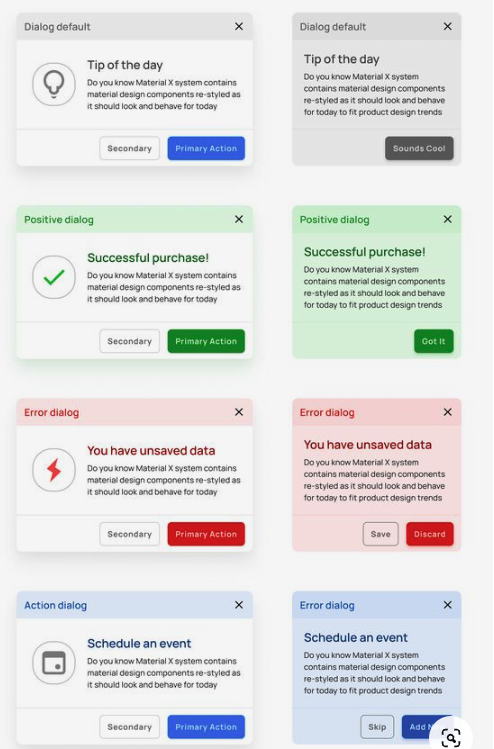 Dialog default
Tip of the day
Do you know Material X system contains
material design components re-styled as
it should look and behave for today
Secondary
Primary Action
Dialog default
Tip of the day
Do you know Material X system
contains material design components
re-styled as it should look and behave
for today to fit product design trends
Sounds Cool
Positive dialog
Successful purchase!
Do you know Material X system contains
material design components re-styled as
it should look and behave for today
Secondary
Primary Action
Positive dialog
Successful purchase!
Do you know Material X system
contains material design components
re-styled as it should look and behave
for today to fit product design trends
Got It
Error dialog
You have unsaved data
Do you know Material X system contains
material design components re-styled as
it should look and behave for today
Secondary
Primary Action
Error dialog
You have unsaved data
Do you know Material X system
contains material design components
re-styled as it should look and behave
for today to fit product design trends
Save
Discard
Action dialog
Schedule an event
Do you know Material X system contains
material design components re-styled as
it should look and behave for today
Secondary
Primary Action
Error dialog
Schedule an event
Do you know Material X system
contains material design components
re-styled as it should look and behave
for today to fit product design trends
Skip
Add